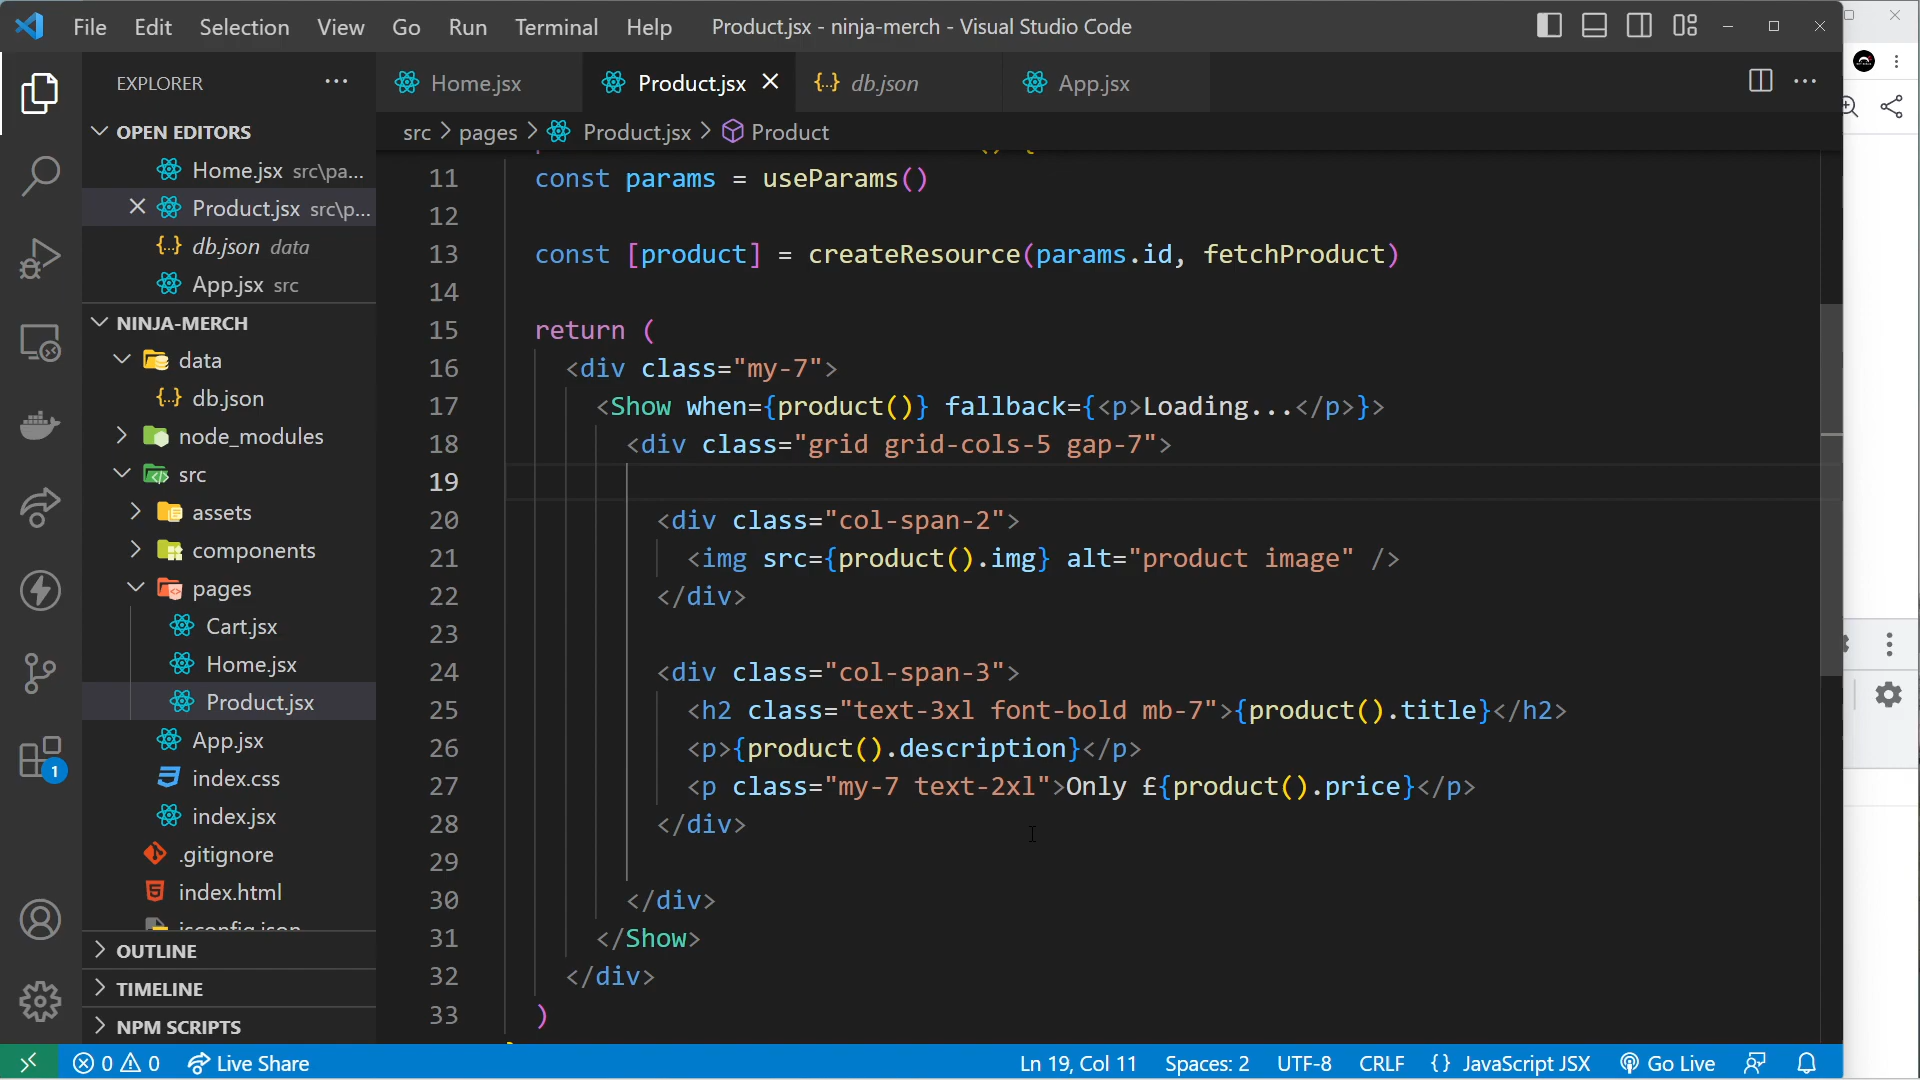 File Edit Selection View Go Run Terminal Help Product.jsx - ninja-merch - Visual Studio Code
EXPLORER
OPEN EDITORS
Home.jsx src\pa...
Product.jsx src\p...
db.json data
App.jsx src
NINJA-MERCH
data
db.json
node_modules
src
assets
components
pages
Cart.jsx
Home.jsx
Product.jsx
App.jsx
index.css
index.jsx
.gitignore
index.html
jsconfig.json
OUTLINE
TIMELINE
NPM SCRIPTS
Home.jsx Product.jsx db.json App.jsx
src > pages > Product.jsx > Product
11 const params = useParams()
12
13 const [product] = createResource(params.id, fetchProduct)
14
15 return (
16 <div class="my-7">
17 <Show when={product()} fallback={<p>Loading...</p>}>
18 <div class="grid grid-cols-5 gap-7">
19
20 <div class="col-span-2">
21 <img src={product().img} alt="product image" />
22 </div>
23
24 <div class="col-span-3">
25 <h2 class="text-3xl font-bold mb-7">{product().title}</h2>
26 <p>{product().description}</p>
27 <p class="my-7 text-2xl">Only £{product().price}</p>
28 </div>
29
30 </div>
31 </Show>
32 </div>
33 )
0 0 Live Share Ln 19, Col 11 Spaces: 2 UTF-8 CRLF {} JavaScript JSX Go Live
1